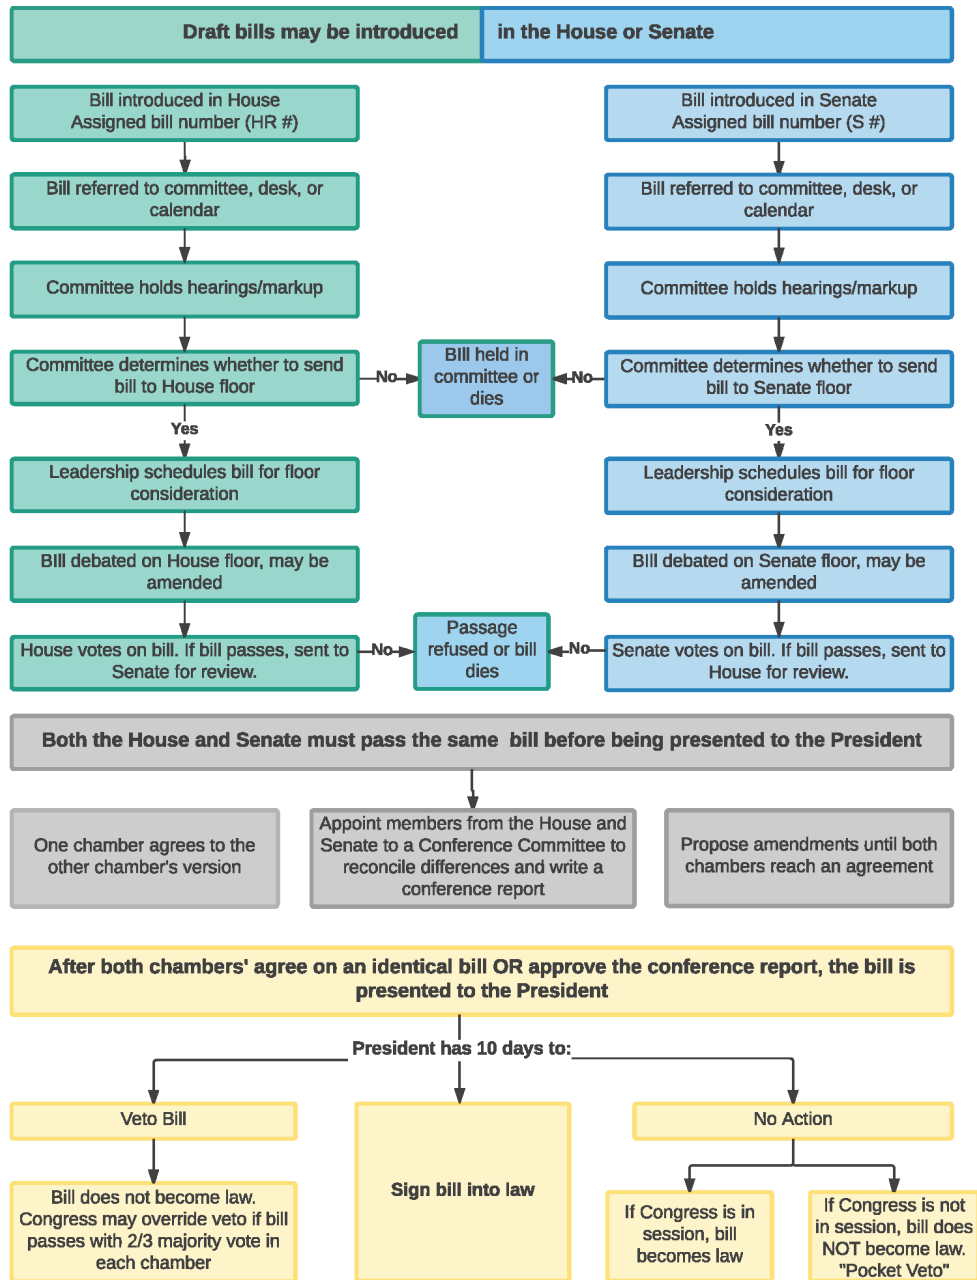 Draft bills may be introduced in the House or Senate
Bill introduced in House
Assigned bill number (HR #)
Bill introduced in Senate
Assigned bill number (S #)
Bill referred to committee, desk, or
calendar
Bill referred to committee, desk, or
calendar
Committee holds hearings/markup
Committee holds hearings/markup
Committee determines whether to send
bill to House floor
No
BIll held in
committee or
dies
No
Committee determines whether to send
bill to Senate floor
Yes
Yes
Leadership schedules bill for floor
consideration
Leadership schedules bill for floor
consideration
BIll debated on House floor, may be
amended
BIll debated on Senate floor, may be
amended
House votes on bill. If bill passes, sent to
Senate for review.
No
Passage
refused or bill
dies
No
Senate votes on bill. If bill passes, sent to
House for review.
Both the House and Senate must pass the same bill before being presented to the President
One chamber agrees to the
other chamber's version
Appoint members from the House and
Senate to a Conference Committee to
reconcile differences and write a
conference report
Propose amendments until both
chambers reach an agreement
After both chambers' agree on an identical bill OR approve the conference report, the bill is
presented to the President
President has 10 days to:
Veto Bill
Sign bill into law
No Action
Bill does not become law.
Congress may override veto if bill
passes with 2/3 majority vote in
each chamber
If Congress is in
session, bill
becomes law
If Congress is not
in session, bill does
NOT become law.
"Pocket Veto"